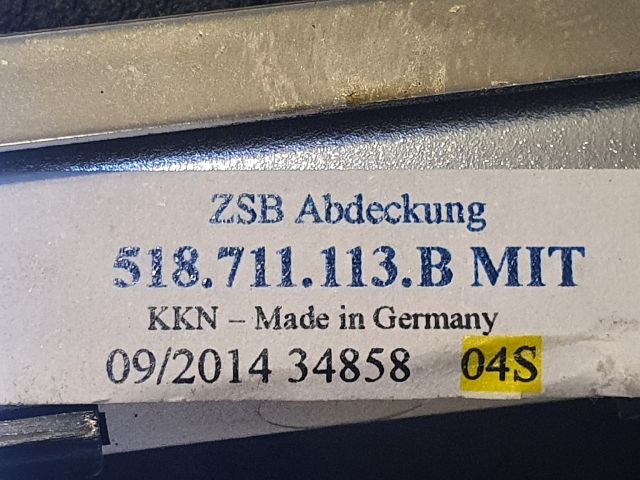 ZSB Abdeckung
518.711.113.B MIT
KKN – Made in Germany
09/2014 34858 04S